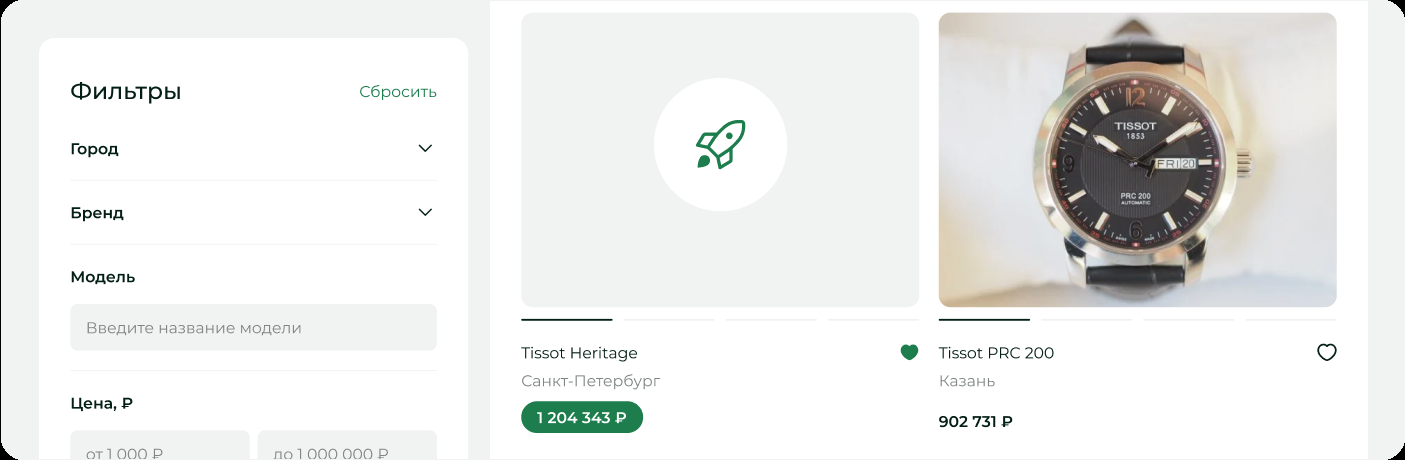 Фильтры
Сбросить
Город
Бренд
Модель
Введите название модели
Цена, ₽
от 1 000 ₽
до 1 000 000 ₽
12
TISSOT
1853
9
FRI 20
PRC 200
AUTOMATIC
6
Tissot Heritage
Санкт-Петербург
1 204 343 ₽
Tissot PRC 200
Казань
902 731 ₽